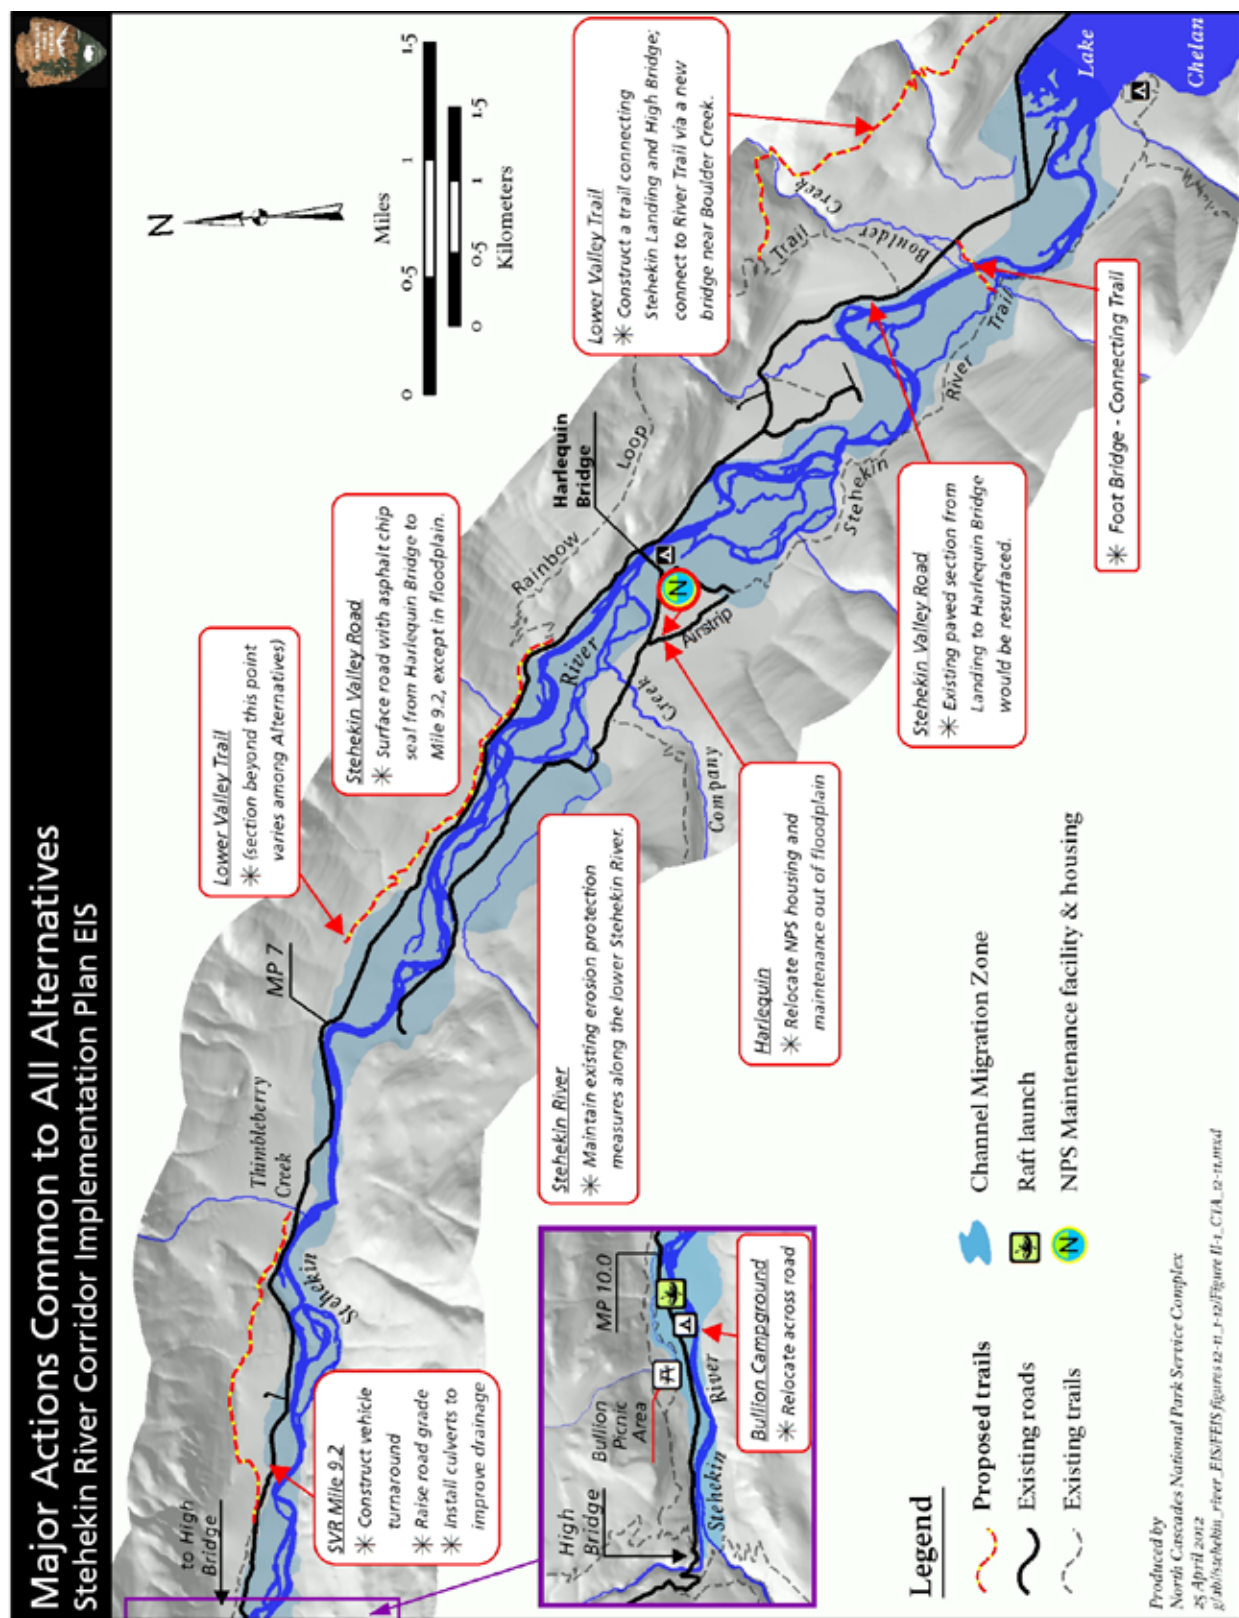 Major Actions Common to All Alternatives
Stehekin River Corridor Implementation Plan EIS
to High
Bridge
SVR Mile 9.2
✳ Construct vehicle
turnaround
✳ Raise road grade
✳ Install culverts to
improve drainage
Stehekin
Thimbleberry
Creek
MP 7
Lower Valley Trail
✳ (section beyond this point
varies among Alternatives)
Stehekin Valley Road
✳ Surface road with asphalt chip
seal from Harlequin Bridge to
Mile 9.2, except in floodplain.
Rainbow
Loop
Harlequin
Bridge
River
N
Airstrip
Company
Creek
Stehekin River
✳ Maintain existing erosion protection
measures along the lower Stehekin River.
Harlequin
✳ Relocate NPS housing and
maintenance out of floodplain
N
Miles
0
0.5
1
1.5
0
0.5
1
1.5
Kilometers
Lower Valley Trail
✳ Construct a trail connecting
Stehekin Landing and High Bridge;
connect to River Trail via a new
bridge near Boulder Creek.
Trail
Boulder
Creek
Stehekin
River
Trail
Lake
Chelan
Stehekin Valley Road
✳ Existing paved section from
Landing to Harlequin Bridge
would be resurfaced.
✳ Foot Bridge - Connecting Trail
High
Bridge
Bullion
Picnic
Area
MP 10.0
Stehekin
River
Bullion Campground
✳ Relocate across road
Legend
Proposed trails
Existing roads
Existing trails
Channel Migration Zone
Raft launch
N
NPS Maintenance facility & housing
Produced by
North Cascades National Park Service Complex
25 April 2012